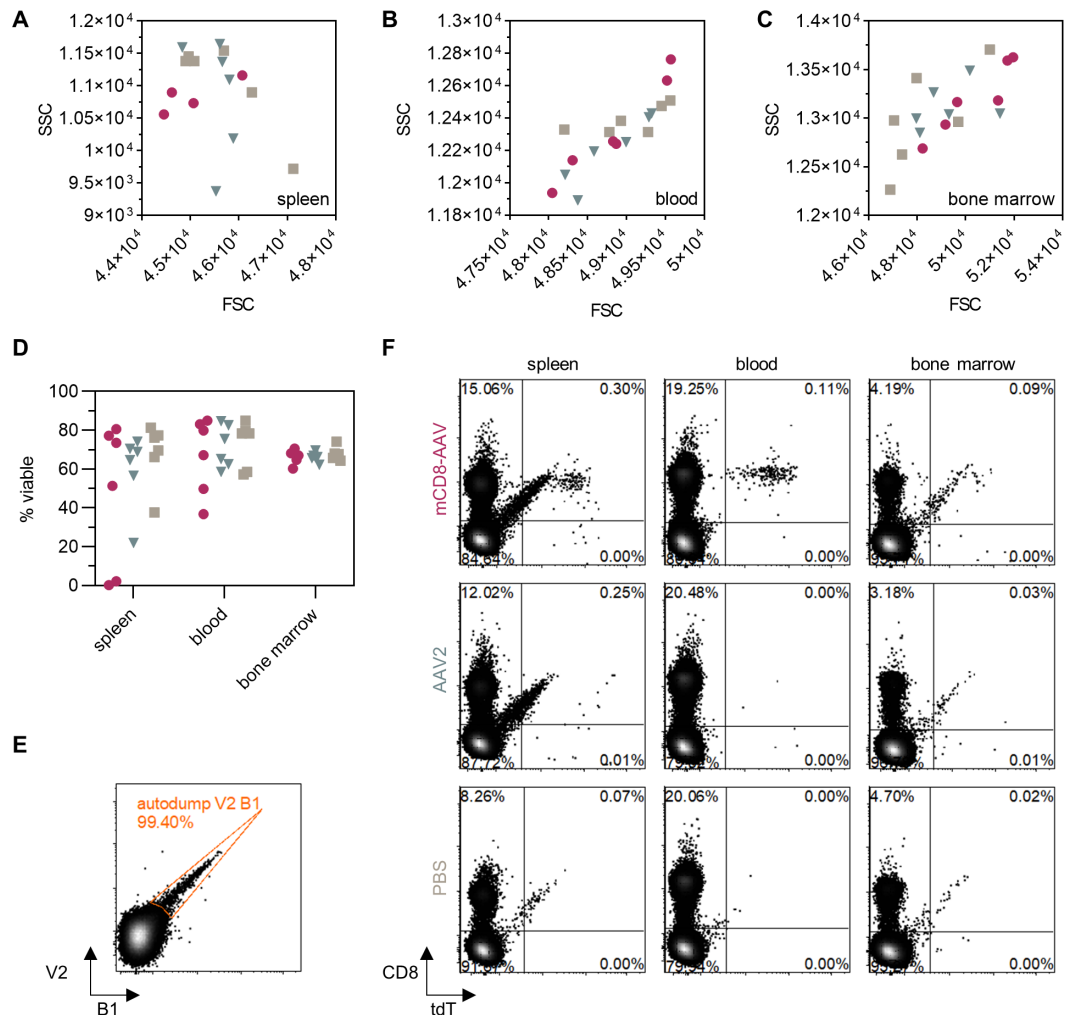 A
1.2×10⁴
1.15×10⁴
1.1×10⁴
1.05×10⁴
1×10⁴
9.5×10³
9×10³
SSC
spleen
4.4×10⁴
4.5×10⁴
4.6×10⁴
4.7×10⁴
4.8×10⁴
FSC
B
1.3×10⁴
1.28×10⁴
1.26×10⁴
1.24×10⁴
1.22×10⁴
1.2×10⁴
1.18×10⁴
SSC
blood
4.75×10⁴
4.8×10⁴
4.85×10⁴
4.9×10⁴
4.95×10⁴
5×10⁴
FSC
C
1.4×10⁴
1.35×10⁴
1.3×10⁴
1.25×10⁴
1.2×10⁴
SSC
bone marrow
4.6×10⁴
4.8×10⁴
5×10⁴
5.2×10⁴
5.4×10⁴
FSC
D
100
80
60
40
20
0
% viable
spleen
blood
bone marrow
E
autodump V2 B1
99.40%
V2
B1
F
spleen blood bone marrow
mCD8-AAV
15.06% 0.30%
84.64% 0.00%
19.25% 0.11%
0.00%
4.19% 0.09%
0.00%
AAV2
12.02% 0.25%
87.72% 0.01%
20.48% 0.00%
0.00%
3.18% 0.03%
0.01%
PBS
8.26% 0.07%
0.00%
20.06% 0.00%
79.94% 0.00%
4.70% 0.02%
0.00%
CD8
tdT